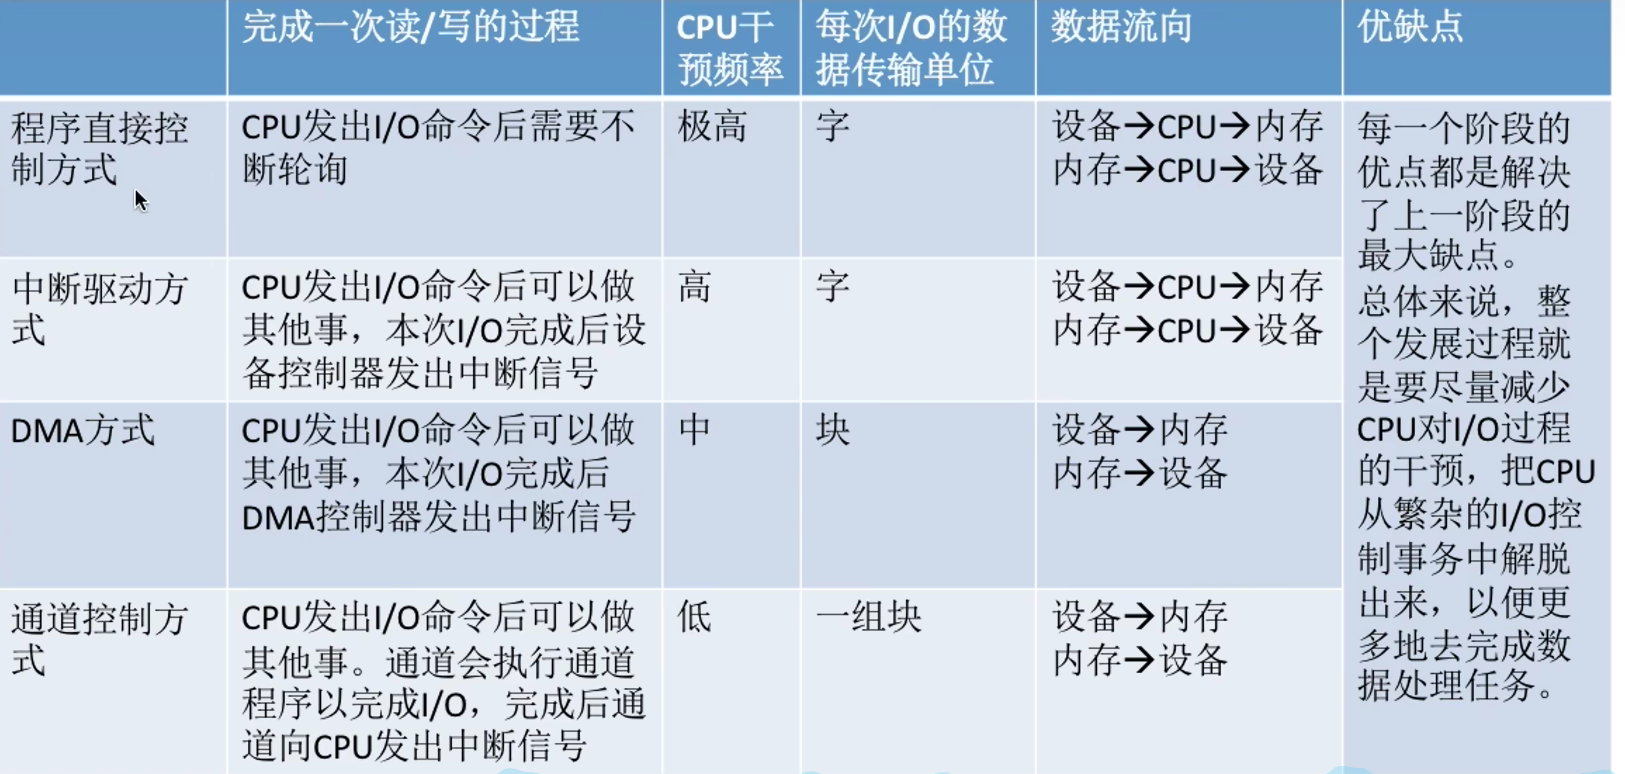 完成一次读/写的过程
CPU干
预频率
每次I/O的数
据传输单位
数据流向
优缺点
程序直接控
制方式
CPU发出I/O命令后需要不
断轮询
极高
字
设备→CPU→内存
内存→CPU→设备
中断驱动方
式
CPU发出I/O命令后可以做
其他事，本次I/O完成后设
备控制器发出中断信号
高
字
设备→CPU→内存
内存→CPU→设备
DMA方式
CPU发出I/O命令后可以做
其他事，本次I/O完成后
DMA控制器发出中断信号
中
块
设备→内存
内存→设备
通道控制方
式
CPU发出I/O命令后可以做
其他事。通道会执行通道
程序以完成I/O，完成后通
道向CPU发出中断信号
低
一组块
设备→内存
内存→设备
每一个阶段的
优点都是解决
了上一阶段的
最大缺点。
总体来说，整
个发展过程就
是要尽量减少
CPU对I/O过程
的干预，把CPU
从繁杂的I/O控
制事务中解脱
出来，以便更
多地去完成数
据处理任务。